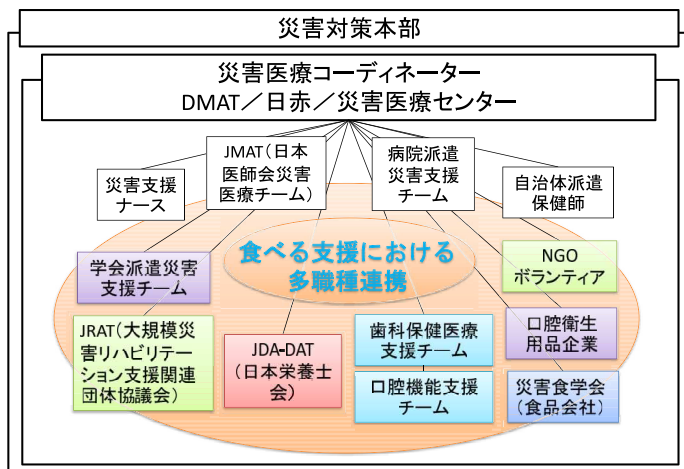 災害対策本部
災害医療コーディネーター
DMAT／日赤／災害医療センター
JMAT（日本
医師会災害
医療チーム）
病院派遣
災害支援
チーム
災害支援
ナース
自治体派遣
保健師
食べる支援における
多職種連携
学会派遣災害
支援チーム
NGO
ボランティア
JRAT（大規模災
害リハビリテー
ション支援関連
団体協議会）
JDA-DAT
（日本栄養士
会）
歯科保健医療
支援チーム
口腔衛生
用品企業
口腔機能支援
チーム
災害食学会
（食品会社）